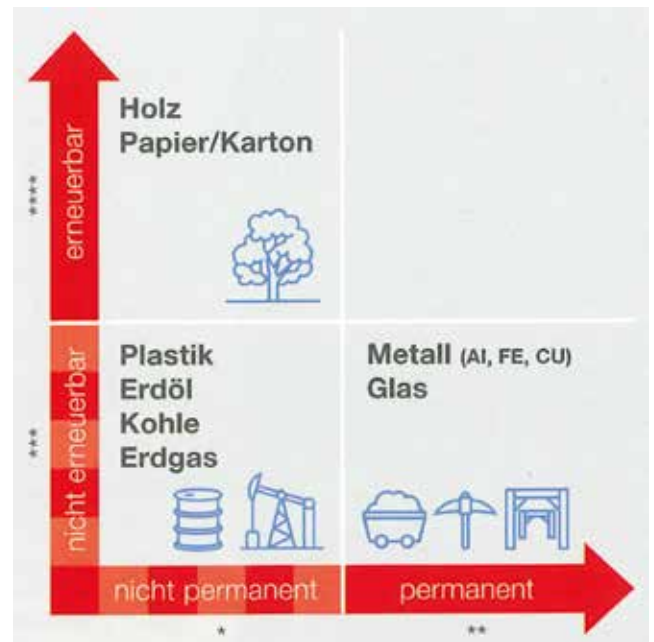 Holz
Papier/Karton
erneuerbar
****
Plastik
Erdöl
Kohle
Erdgas
Metall (Al, FE, CU)
Glas
nicht erneuerbar
***
nicht permanent
permanent
*
**